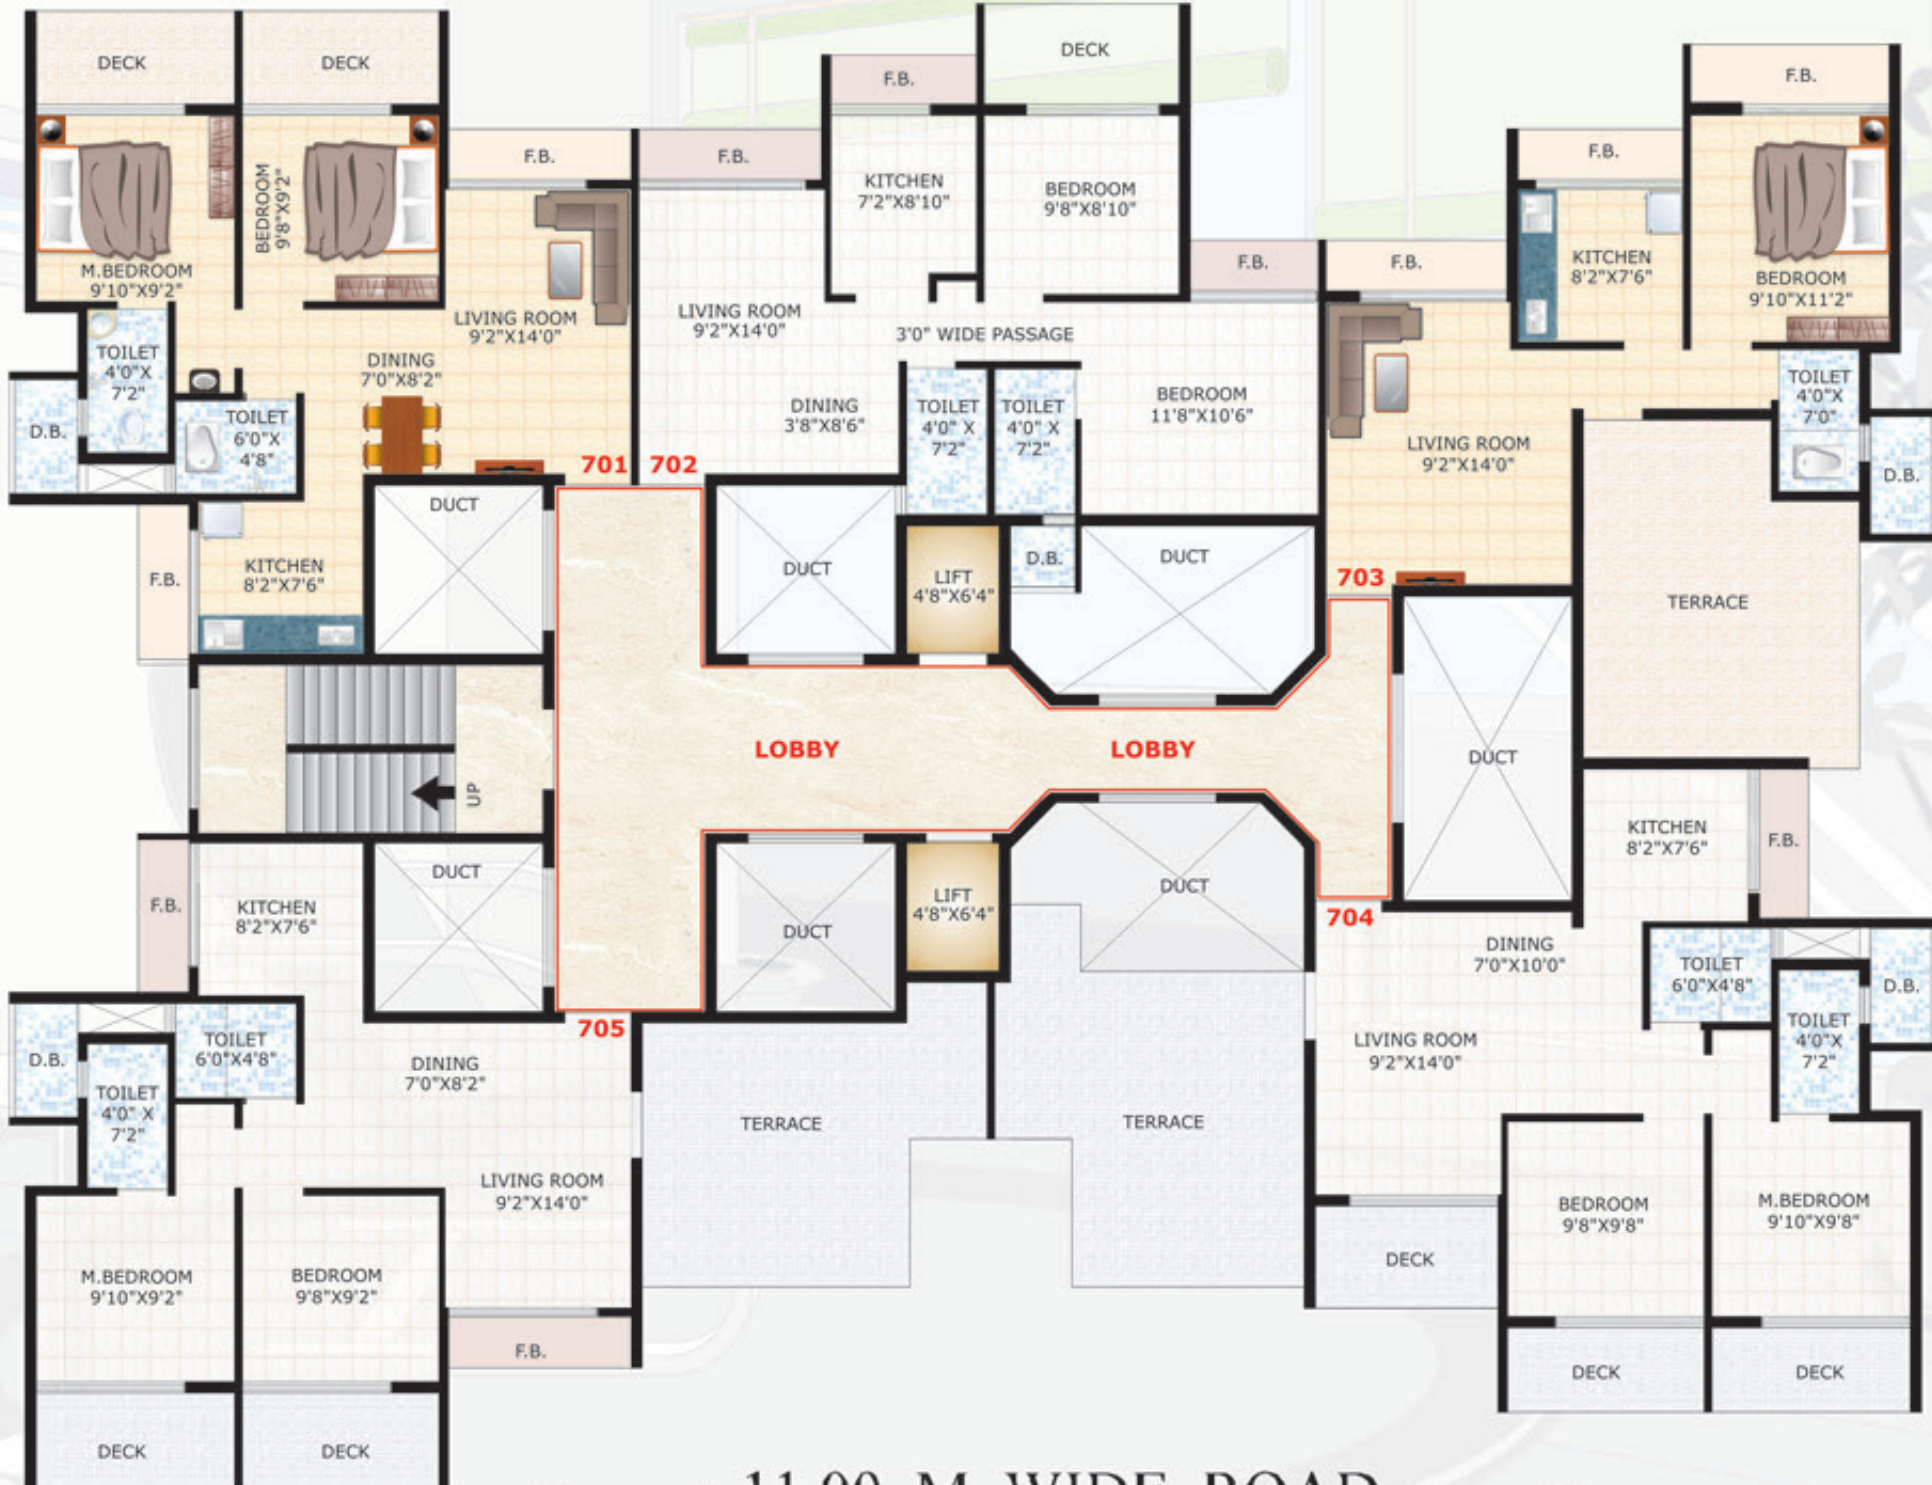 DECK
DECK
DECK
F.B.
F.B.
F.B.
F.B.
F.B.
KITCHEN
7'2"X8'10"
BEDROOM
9'8"X8'10"
BEDROOM
9'8"X9'2"
M.BEDROOM
9'10"X9'2"
F.B.
F.B.
KITCHEN
8'2"X7'6"
BEDROOM
9'10"X11'2"
LIVING ROOM
9'2"X14'0"
LIVING ROOM
9'2"X14'0"
3'0" WIDE PASSAGE
TOILET
4'0"X
7'2"
DINING
7'0"X8'2"
TOILET
6'0"X
4'8"
D.B.
DINING
3'8"X8'6"
TOILET
4'0" X
7'2"
TOILET
4'0" X
7'2"
BEDROOM
11'8"X10'6"
LIVING ROOM
9'2"X14'0"
TOILET
4'0"X
7'0"
D.B.
701
702
DUCT
DUCT
DUCT
D.B.
LIFT
4'8"X6'4"
KITCHEN
8'2"X7'6"
F.B.
703
TERRACE
LOBBY
LOBBY
DUCT
UP
KITCHEN
8'2"X7'6"
F.B.
DUCT
DUCT
LIFT
4'8"X6'4"
DUCT
F.B.
KITCHEN
8'2"X7'6"
704
DINING
7'0"X10'0"
TOILET
6'0"X4'8"
D.B.
TOILET
4'0"X
7'2"
705
D.B.
TOILET
6'0"X4'8"
TOILET
4'0" X
7'2"
DINING
7'0"X8'2"
LIVING ROOM
9'2"X14'0"
TERRACE
TERRACE
LIVING ROOM
9'2"X14'0"
BEDROOM
9'8"X9'8"
M.BEDROOM
9'10"X9'8"
M.BEDROOM
9'10"X9'2"
BEDROOM
9'8"X9'2"
DECK
F.B.
DECK
DECK
DECK
DECK
11.00 M. WIDE ROAD